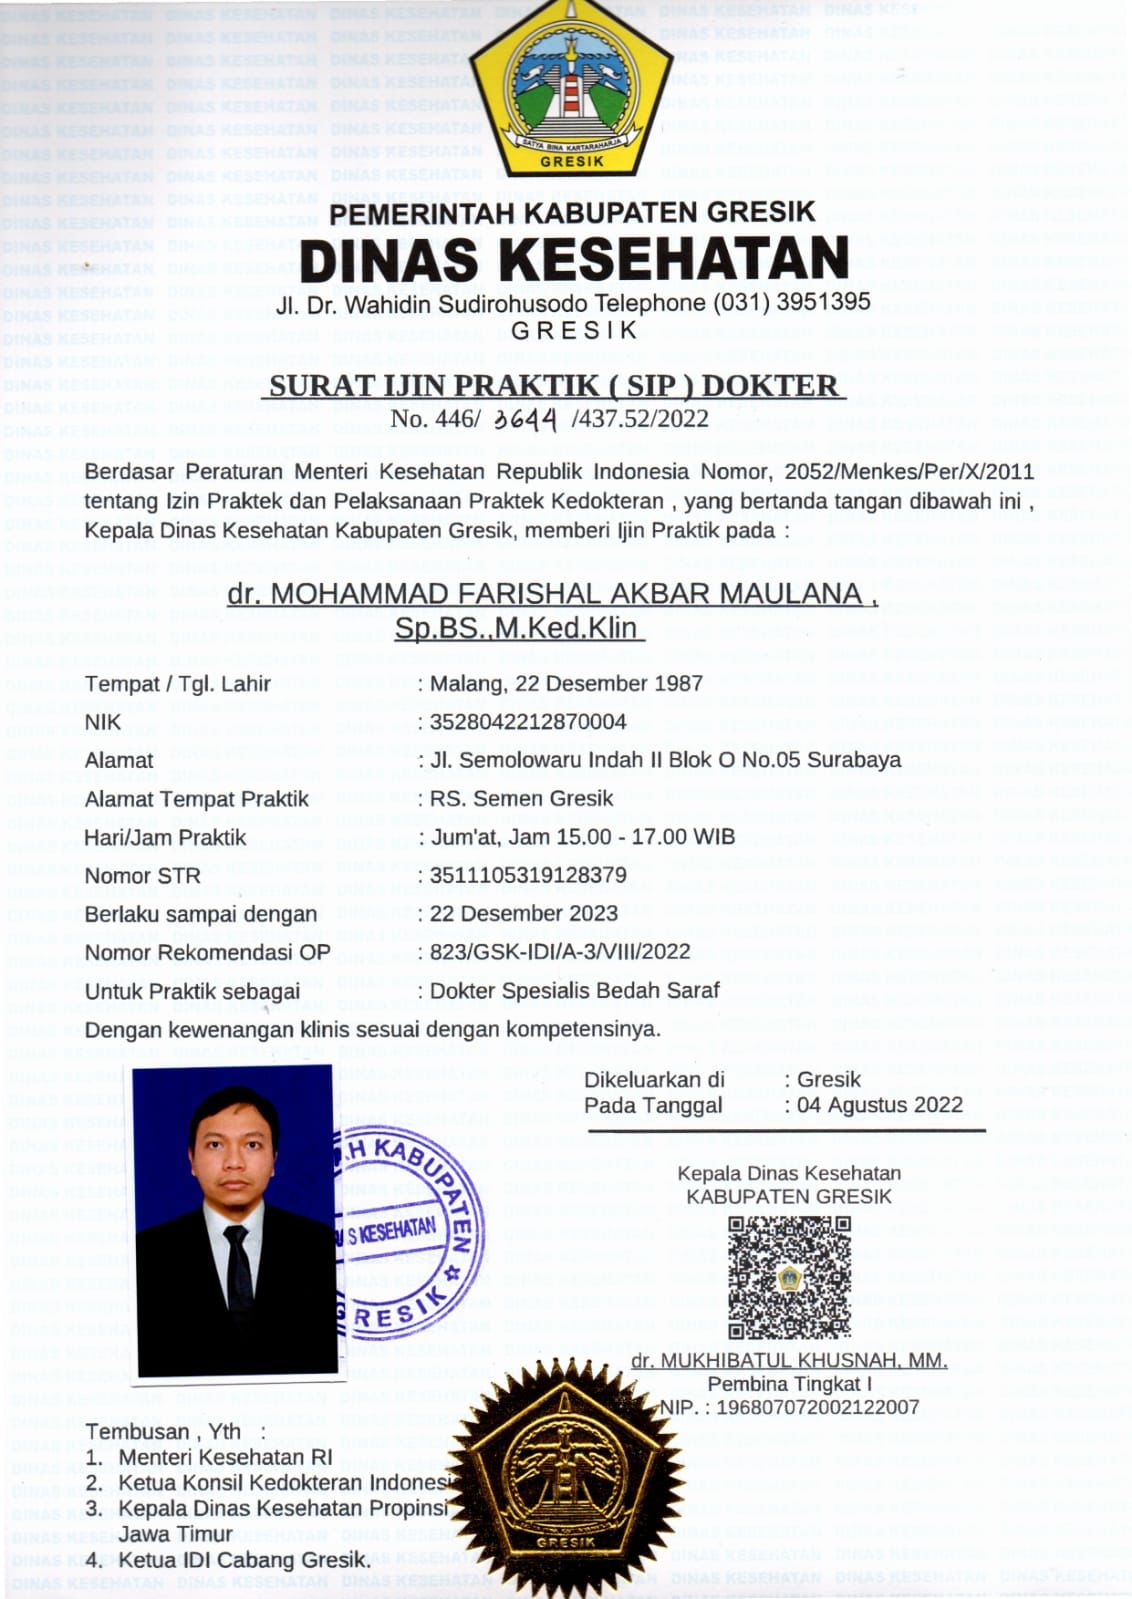 SATYA BINA KARTARAHARJA
GRESIK
PEMERINTAH KABUPATEN GRESIK
DINAS KESEHATAN
Jl. Dr. Wahidin Sudirohusodo Telephone (031) 3951395
G R E S I K
SURAT IJIN PRAKTIK ( SIP ) DOKTER
No. 446/ 3644 /437.52/2022
Berdasar Peraturan Menteri Kesehatan Republik Indonesia Nomor, 2052/Menkes/Per/X/2011
tentang Izin Praktek dan Pelaksanaan Praktek Kedokteran , yang bertanda tangan dibawah ini ,
Kepala Dinas Kesehatan Kabupaten Gresik, memberi Ijin Praktik pada :
dr. MOHAMMAD FARISHAL AKBAR MAULANA ,
Sp.BS.,M.Ked.Klin
Tempat / Tgl. Lahir : Malang, 22 Desember 1987
NIK : 3528042212870004
Alamat : Jl. Semolowaru Indah II Blok O No.05 Surabaya
Alamat Tempat Praktik : RS. Semen Gresik
Hari/Jam Praktik : Jum'at, Jam 15.00 - 17.00 WIB
Nomor STR : 3511105319128379
Berlaku sampai dengan : 22 Desember 2023
Nomor Rekomendasi OP : 823/GSK-IDI/A-3/VIII/2022
Untuk Praktik sebagai : Dokter Spesialis Bedah Saraf
Dengan kewenangan klinis sesuai dengan kompetensinya.
Dikeluarkan di : Gresik
Pada Tanggal : 04 Agustus 2022
Kepala Dinas Kesehatan
KABUPATEN GRESIK
H KABUPATEN
S KESEHATAN
GRESIK
dr. MUKHIBATUL KHUSNAH, MM.
Pembina Tingkat I
NIP. : 196807072002122007
Tembusan , Yth :
1. Menteri Kesehatan RI
2. Ketua Konsil Kedokteran Indonesi
3. Kepala Dinas Kesehatan Propinsi
Jawa Timur
4. Ketua IDI Cabang Gresik.
GRESIK